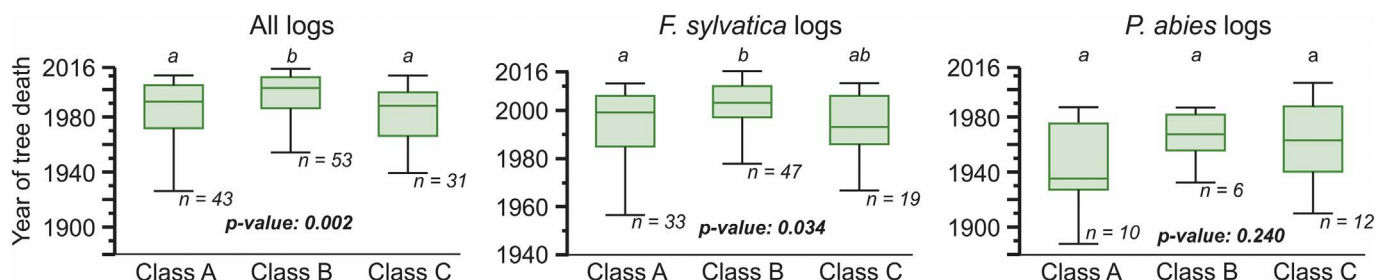 All logs
a b a
2016
1980
1940
1900
Year of tree death
n = 43
n = 53
n = 31
p-value: 0.002
Class A Class B Class C
F. sylvatica logs
a b ab
2016
2000
1980
1960
1940
n = 33
n = 47
n = 19
p-value: 0.034
Class A Class B Class C
P. abies logs
a a a
2016
1980
1940
1900
n = 10
n = 6
n = 12
p-value: 0.240
Class A Class B Class C